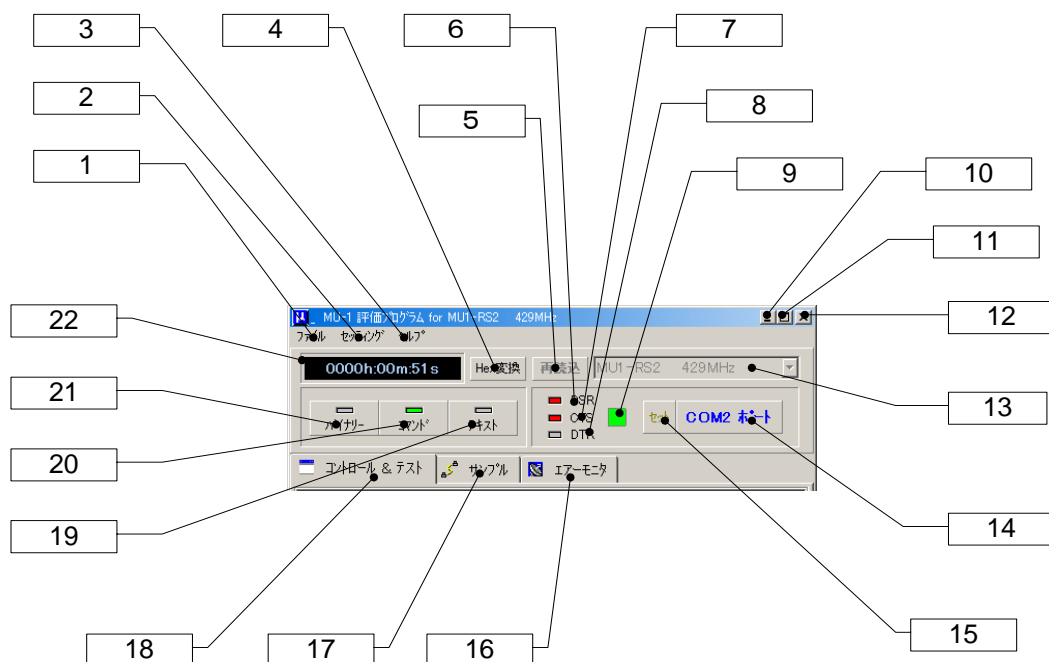 3
4
6
7
2
5
8
1
9
10
11
22
12
MU-1 評価プログラム for MU1-RS2 429MHz
ファイル セッティング ヘルプ
0000h:00m:51s Hex変換 再読込 MU1-RS2 429MHz
21
13
DSR
CTS
DTR
バイナリー コマンド テキスト
セット COM2 ポート
20
コントロール & テスト サンプル エアーモニタ
19
14
18
17
16
15